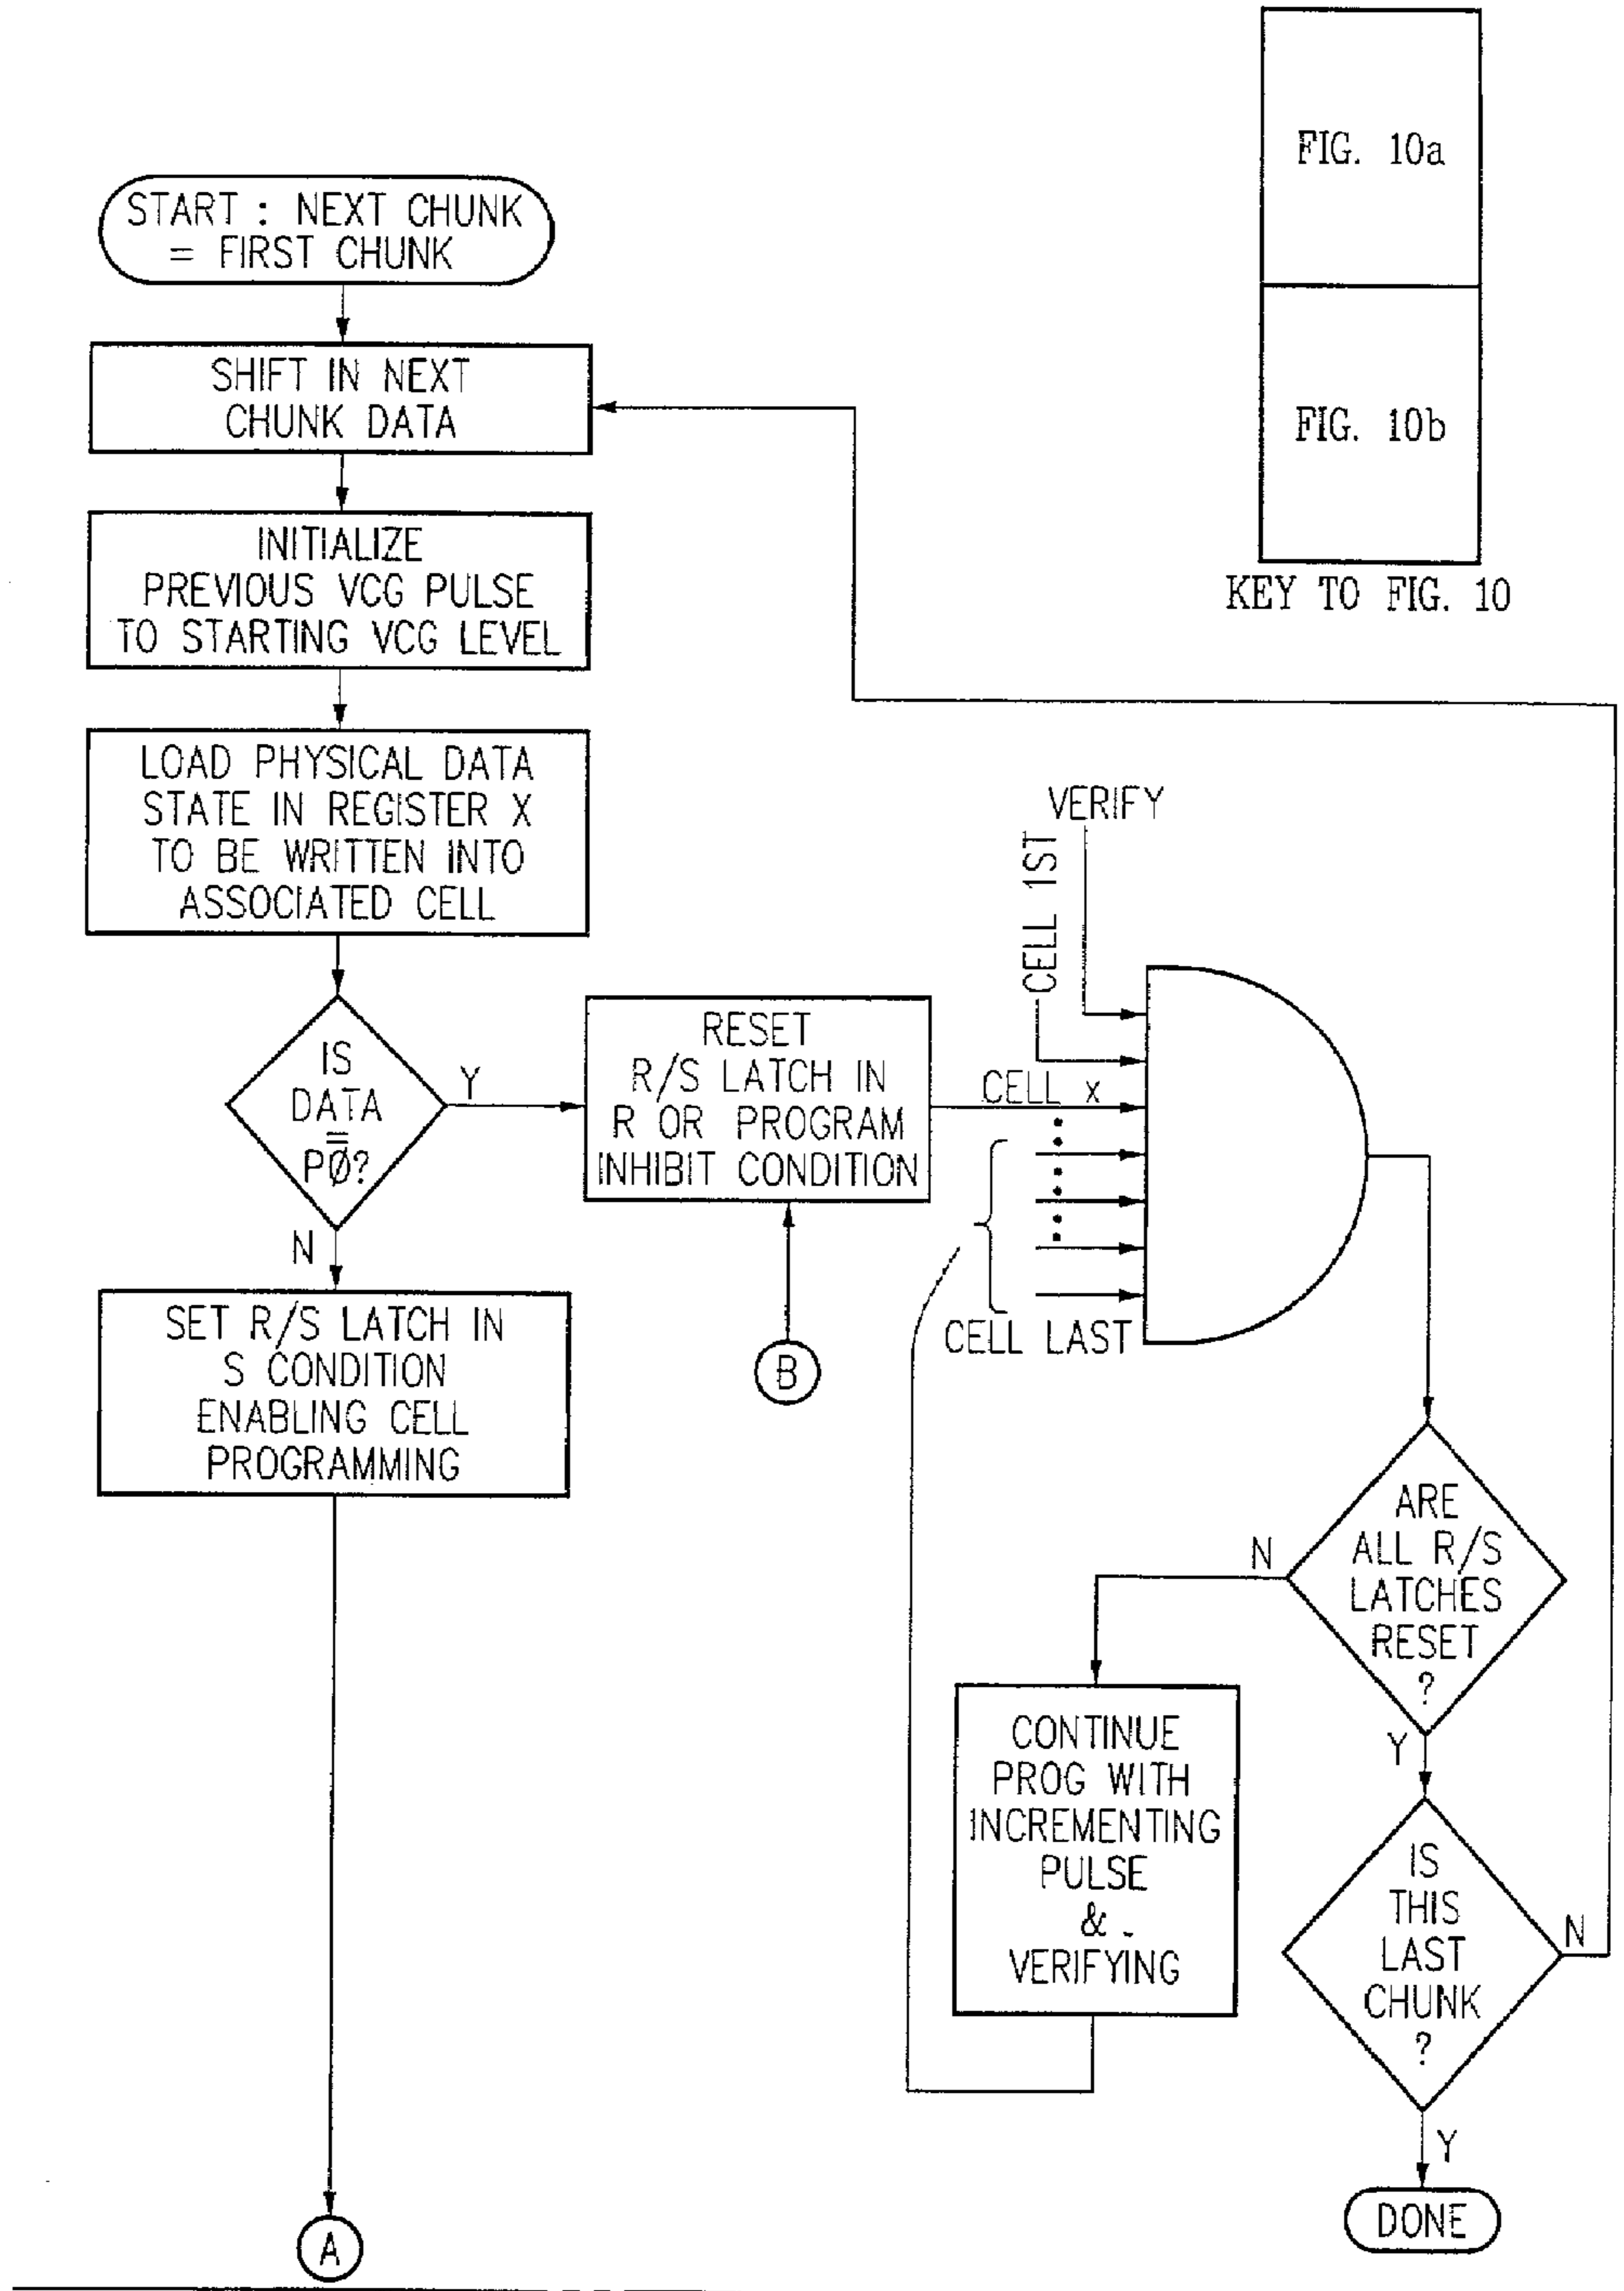 FIG. 10a
FIG. 10b
KEY TO FIG. 10
START : NEXT CHUNK
= FIRST CHUNK
SHIFT IN NEXT
CHUNK DATA
INITIALIZE
PREVIOUS VCG PULSE
TO STARTING VCG LEVEL
LOAD PHYSICAL DATA
STATE IN REGISTER X
TO BE WRITTEN INTO
ASSOCIATED CELL
IS
DATA
=
PØ?
Y
N
RESET
R/S LATCH IN
R OR PROGRAM
INHIBIT CONDITION
B
SET R/S LATCH IN
S CONDITION
ENABLING CELL
PROGRAMMING
A
VERIFY
CELL 1ST
CELL x
CELL LAST
ARE
ALL R/S
LATCHES
RESET
?
N
Y
CONTINUE
PROG WITH
INCREMENTING
PULSE
&
VERIFYING
IS
THIS
LAST
CHUNK
?
N
Y
DONE